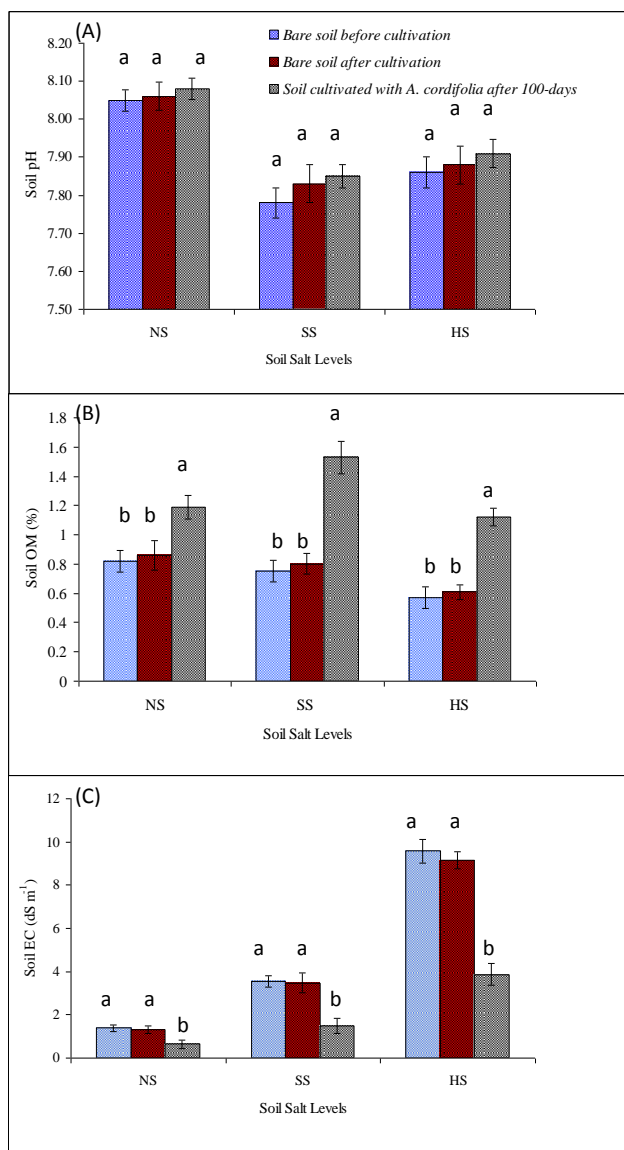 (A)
8.20
8.10
8.00
7.90
7.80
7.70
7.60
7.50
Soil pH
a a a
a a a
a a a
Bare soil before cultivation
Bare soil after cultivation
Soil cultivated with A. cordifolia after 100-days
NS SS HS
Soil Salt Levels
(B)
1.8
1.6
1.4
1.2
1
0.8
0.6
0.4
0.2
0
Soil OM (%)
b b a
b b a
b b a
NS SS HS
Soil Salt Levels
(C)
12
10
8
6
4
2
0
Soil EC (dS m-1)
a a b
a a b
a a b
NS SS HS
Soil Salt Levels